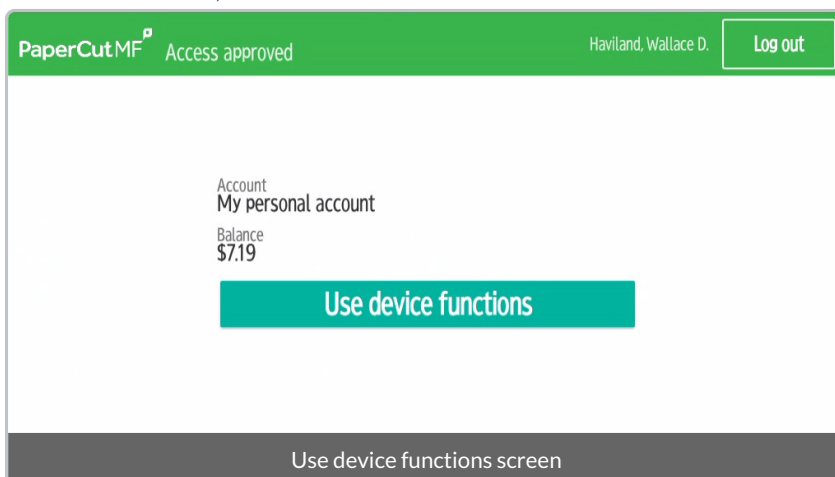 PaperCutMF Access approved Haviland, Wallace D. Log out
Account
My personal account
Balance
$7.19
Use device functions
Use device functions screen